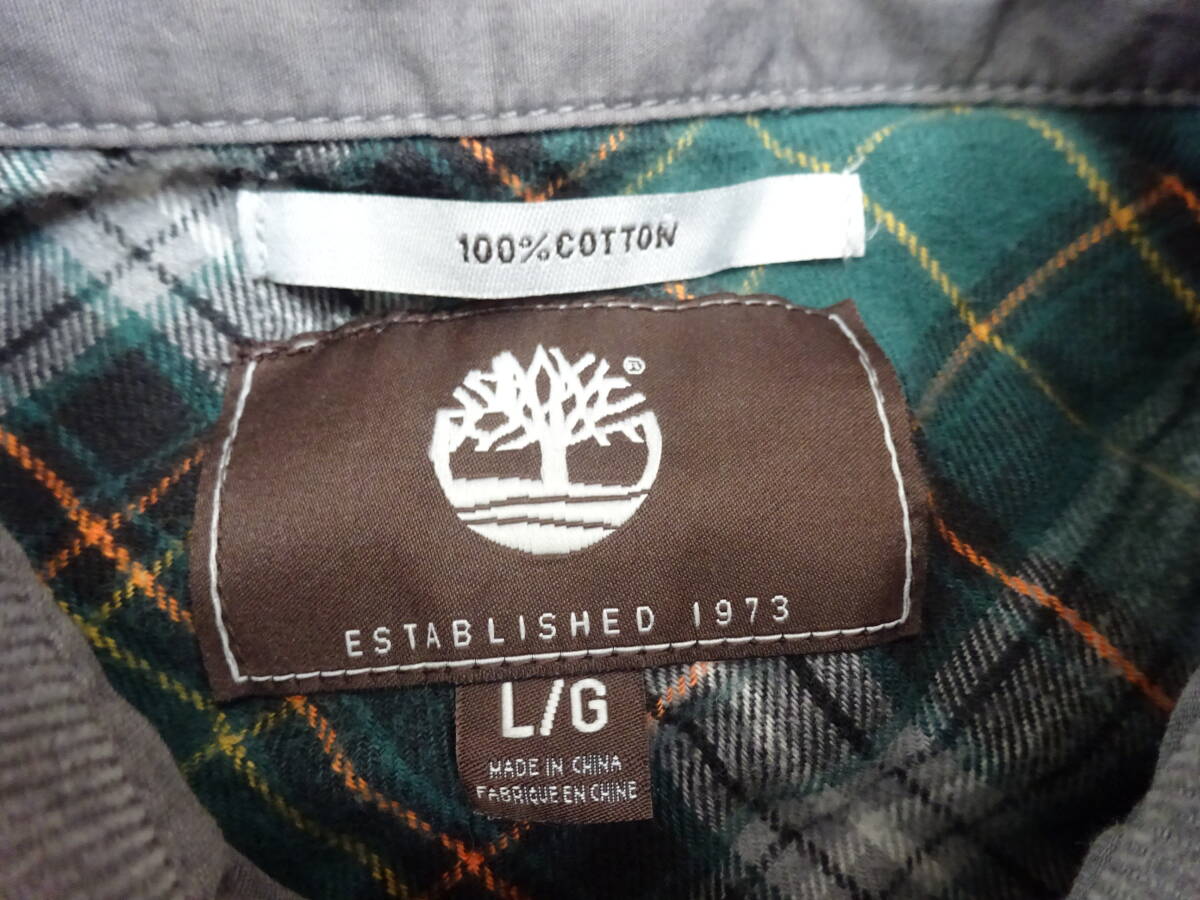 100% COTTON
®
ESTABLISHED 1973
L/G
MADE IN CHINA
FABRIQUE EN CHINE